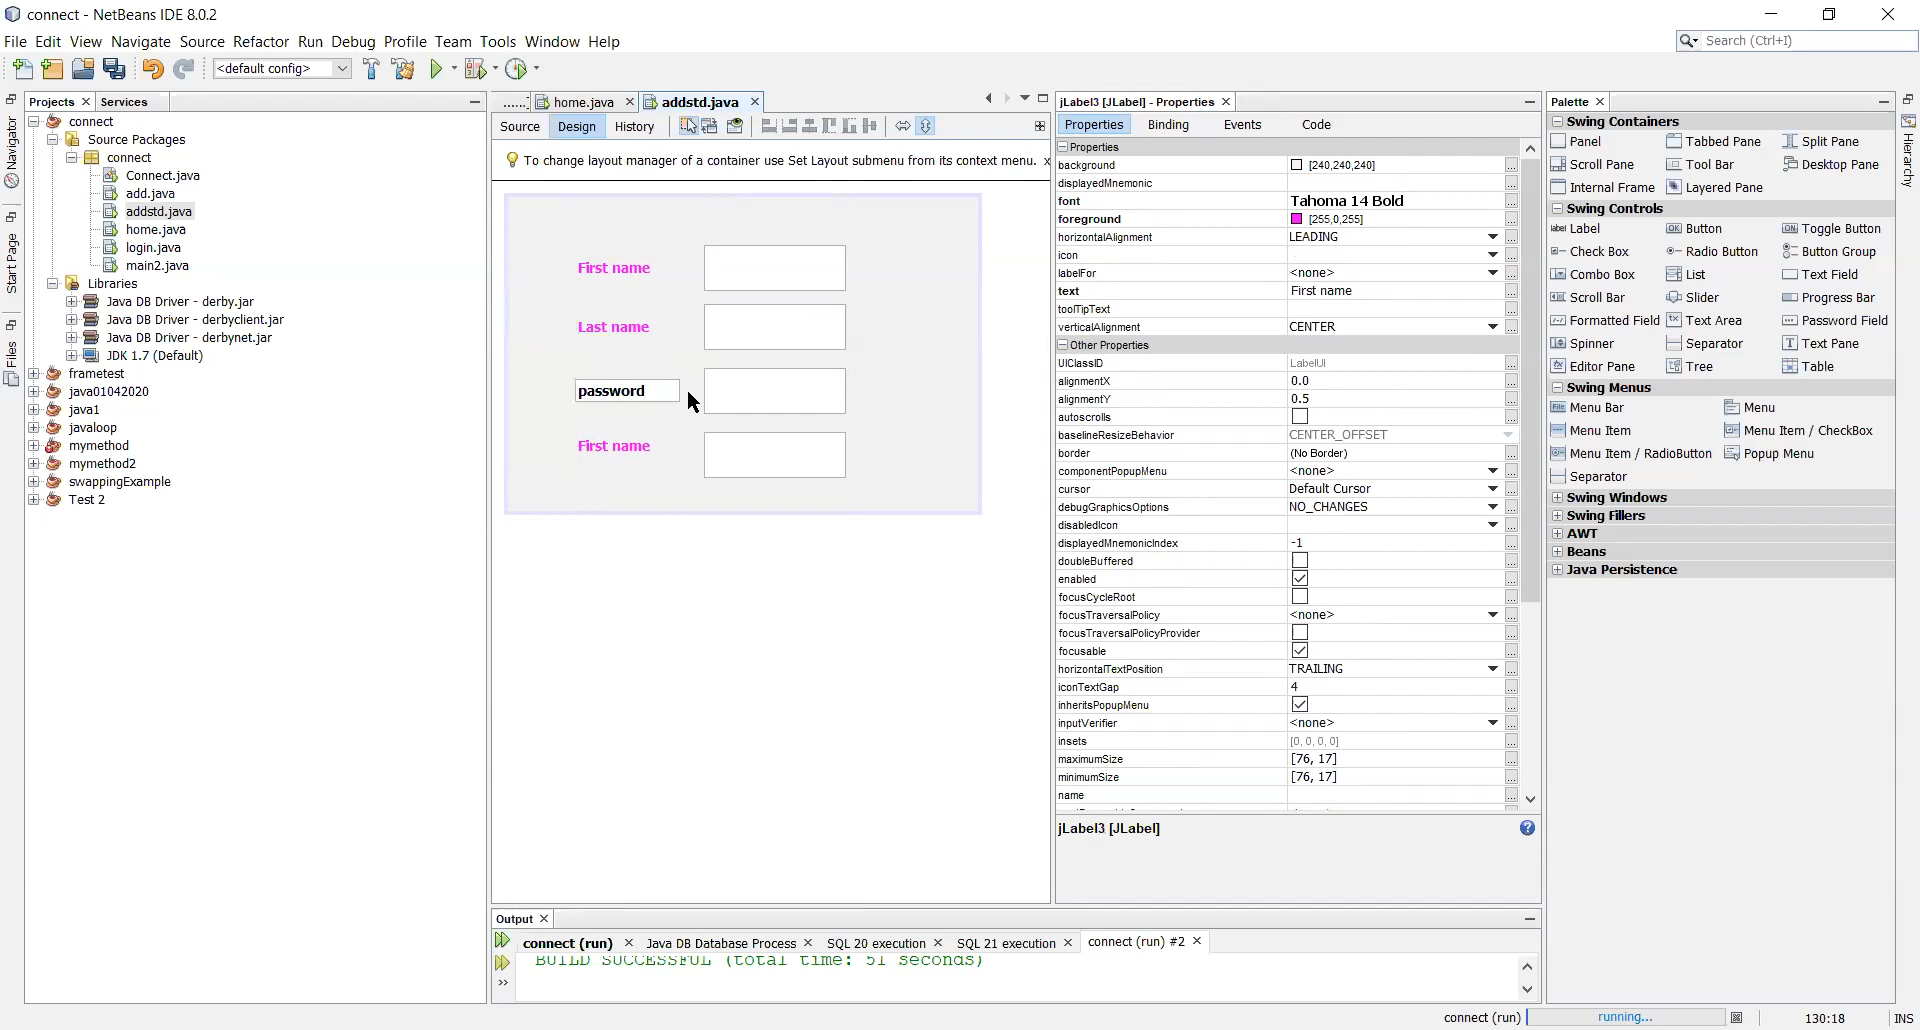 connect - NetBeans IDE 8.0.2
File Edit View Navigate Source Refactor Run Debug Profile Team Tools Window Help
Search (Ctrl+I)
<default config>
Projects
Services
Navigator
Start Page
Files
connect
Source Packages
connect
Connect.java
add.java
addstd.java
home.java
login.java
main2.java
Libraries
Java DB Driver - derby.jar
Java DB Driver - derbyclient.jar
Java DB Driver - derbynet.jar
JDK 1.7 (Default)
frametest
java01042020
java1
javaloop
mymethod
mymethod2
swappingExample
Test 2
......
home.java
addstd.java
Source Design History
To change layout manager of a container use Set Layout submenu from its context menu. x
First name
Last name
password
First name
jLabel3 [JLabel] - Properties
Properties Binding Events Code
Properties
background [240,240,240]
displayedMnemonic
font Tahoma 14 Bold
foreground [255,0,255]
horizontalAlignment LEADING
icon
labelFor <none>
text First name
toolTipText
verticalAlignment CENTER
Other Properties
UIClassID LabelUI
alignmentX 0.0
alignmentY 0.5
autoscrolls
baselineResizeBehavior CENTER_OFFSET
border (No Border)
componentPopupMenu <none>
cursor Default Cursor
debugGraphicsOptions NO_CHANGES
disabledIcon
displayedMnemonicIndex -1
doubleBuffered
enabled
focusCycleRoot
focusTraversalPolicy <none>
focusTraversalPolicyProvider
focusable
horizontalTextPosition TRAILING
iconTextGap 4
inheritsPopupMenu
inputVerifier <none>
insets [0, 0, 0, 0]
maximumSize [76, 17]
minimumSize [76, 17]
name
jLabel3 [JLabel]
Palette
Swing Containers
Panel Tabbed Pane Split Pane
Scroll Pane Tool Bar Desktop Pane
Internal Frame Layered Pane
Swing Controls
label Label OK Button ON Toggle Button
Check Box Radio Button Button Group
Combo Box List Text Field
Scroll Bar Slider Progress Bar
Formatted Field Text Area Password Field
Spinner Separator Text Pane
Editor Pane Tree Table
Swing Menus
File Menu Bar Menu
Menu Item Menu Item / CheckBox
Menu Item / RadioButton Popup Menu
Separator
Swing Windows
Swing Fillers
AWT
Beans
Java Persistence
Hierarchy
Output
connect (run) Java DB Database Process SQL 20 execution SQL 21 execution connect (run) #2
BUILD SUCCESSFUL (total time: 51 seconds)
connect (run) running... 130:18 INS